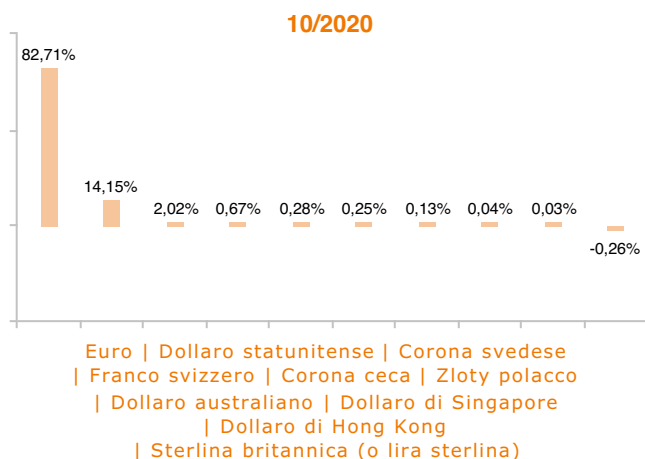 10/2020
82,71%
14,15%
2,02% 0,67% 0,28% 0,25% 0,13% 0,04% 0,03%
-0,26%
Euro | Dollaro statunitense | Corona svedese
| Franco svizzero | Corona ceca | Zloty polacco
| Dollaro australiano | Dollaro di Singapore
| Dollaro di Hong Kong
| Sterlina britannica (o lira sterlina)